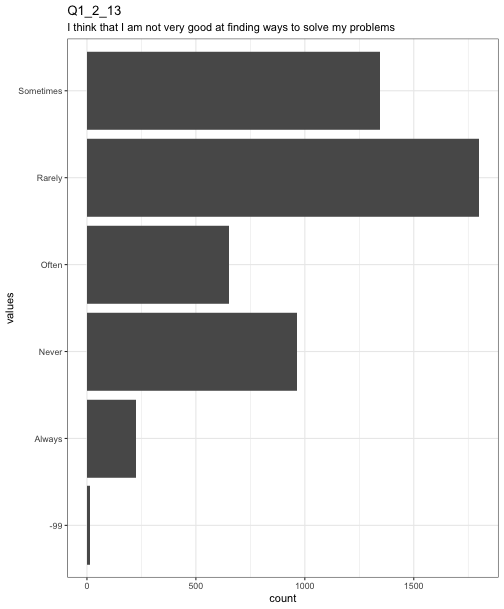 Q1_2_13
I think that I am not very good at finding ways to solve my problems
values
Sometimes
Rarely
Often
Never
Always
-99
0 500 1000 1500
count